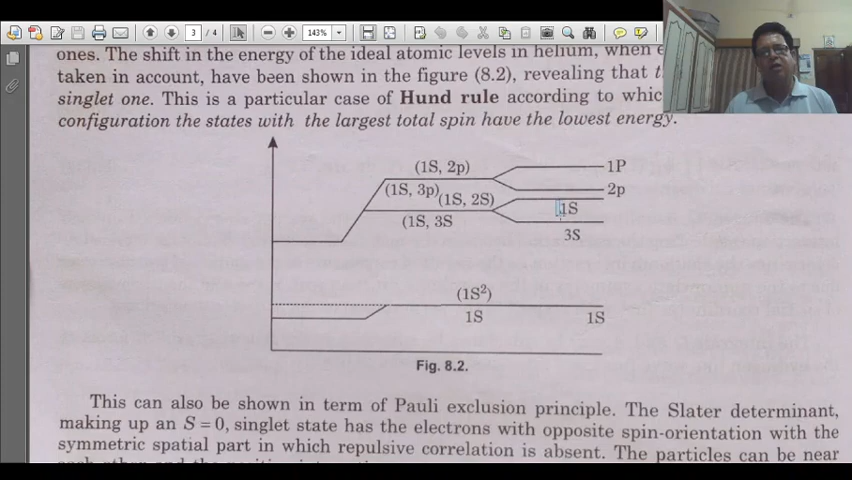 3 / 4
143%
ones. The shift in the energy of the ideal atomic levels in helium, when
taken in account, have been shown in the figure (8.2), revealing that
singlet one. This is a particular case of Hund rule according to
configuration the states with the largest total spin have the lowest energy.
(1S, 2p)
1P
(1S, 3p)
2p
(1S, 2S)
1S
(1S, 3S
3S
(1S²)
1S
1S
Fig. 8.2.
This can also be shown in term of Pauli exclusion principle. The Slater determinant,
making up an S = 0, singlet state has the electrons with opposite spin-orientation with the
symmetric spatial part in which repulsive correlation is absent. The particles can be near